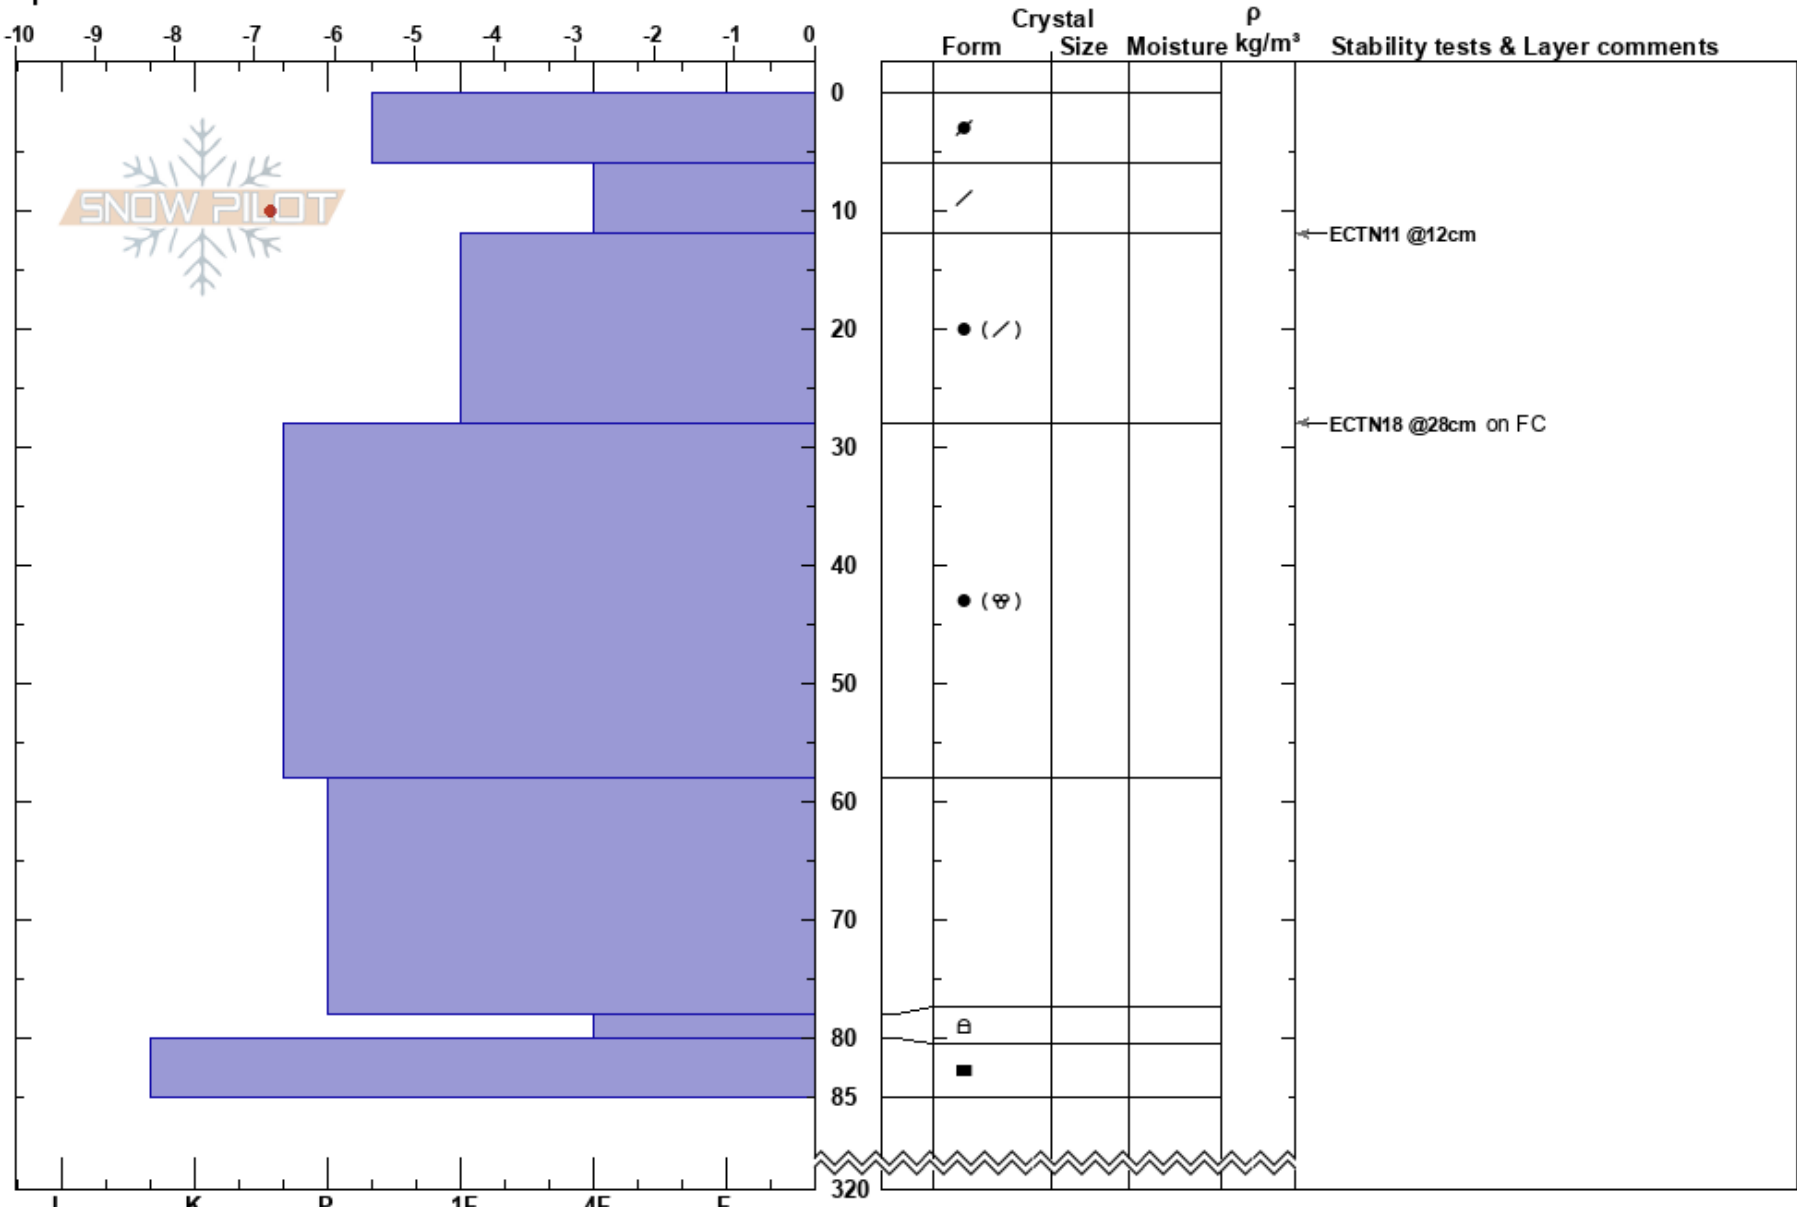 Crystal ρ
-10 -9 -8 -7 -6 -5 -4 -3 -2 -1 0 Form Size Moisture kg/m³ Stability tests & Layer comments
0
SNOW PILOT
10
ECTN11 @12cm
20
( )
ECTN18 @28cm on FC
30
40
( )
50
60
70
80
85
320
K 1F 4F F